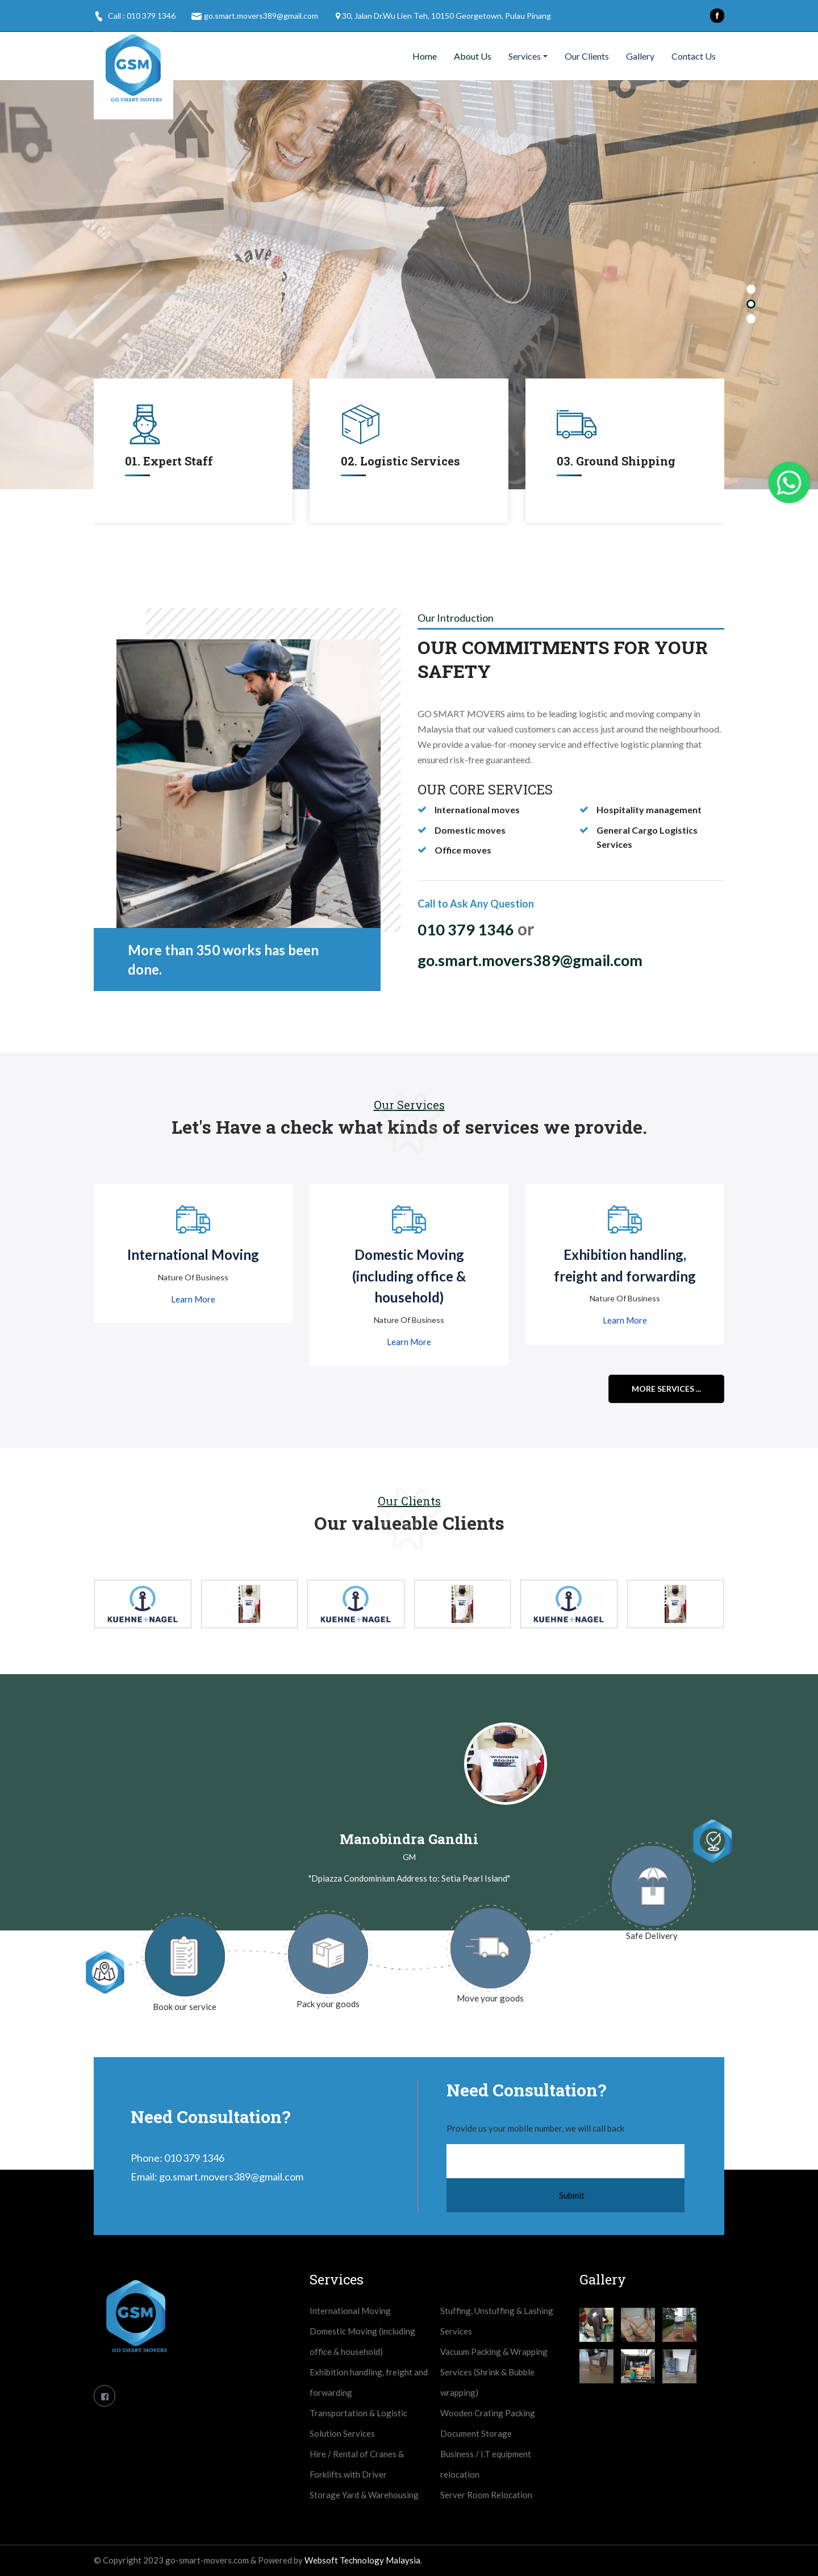 Call : 010 379 1346
go.smart.movers389@gmail.com
30, Jalan Dr.Wu Lien Teh, 10150 Georgetown, Pulau Pinang
GSM
GO SMART MOVERS
Home
About Us
Services
Our Clients
Gallery
Contact Us
01. Expert Staff
02. Logistic Services
03. Ground Shipping
Our Introduction
OUR COMMITMENTS FOR YOUR
SAFETY
GO SMART MOVERS aims to be leading logistic and moving company in
Malaysia that our valued customers can access just around the neighbourhood.
We provide a value-for-money service and effective logistic planning that
ensured risk-free guaranteed.
OUR CORE SERVICES
International moves
Domestic moves
Office moves
Hospitality management
General Cargo Logistics
Services
More than 350 works has been
done.
Call to Ask Any Question
010 379 1346 or
go.smart.movers389@gmail.com
Our Services
Let's Have a check what kinds of services we provide.
International Moving
Nature Of Business
Learn More
Domestic Moving
(including office &
household)
Nature Of Business
Learn More
Exhibition handling,
freight and forwarding
Nature Of Business
Learn More
MORE SERVICES ...
Our Clients
Our valueable Clients
KUEHNE+NAGEL
KUEHNE+NAGEL
KUEHNE+NAGEL
WINNING
BEGINS
Manobindra Gandhi
GM
"Dpiazza Condominium Address to: Setia Pearl Island"
Book our service
Pack your goods
Move your goods
Safe Delivery
Need Consultation?
Phone: 010 379 1346
Email: go.smart.movers389@gmail.com
Need Consultation?
Provide us your mobile number, we will call back
Submit
GSM
GO SMART MOVERS
Services
International Moving
Domestic Moving (including
office & household)
Exhibition handling, freight and
forwarding
Transportation & Logistic
Solution Services
Hire / Rental of Cranes &
Forklifts with Driver
Storage Yard & Warehousing
Stuffing, Unstuffing & Lashing
Services
Vacuum Packing & Wrapping
Services (Shrink & Bubble
wrapping)
Wooden Crating Packing
Document Storage
Business / I.T equipment
relocation
Server Room Relocation
Gallery
© Copyright 2023 go-smart-movers.com & Powered by Websoft Technology Malaysia.